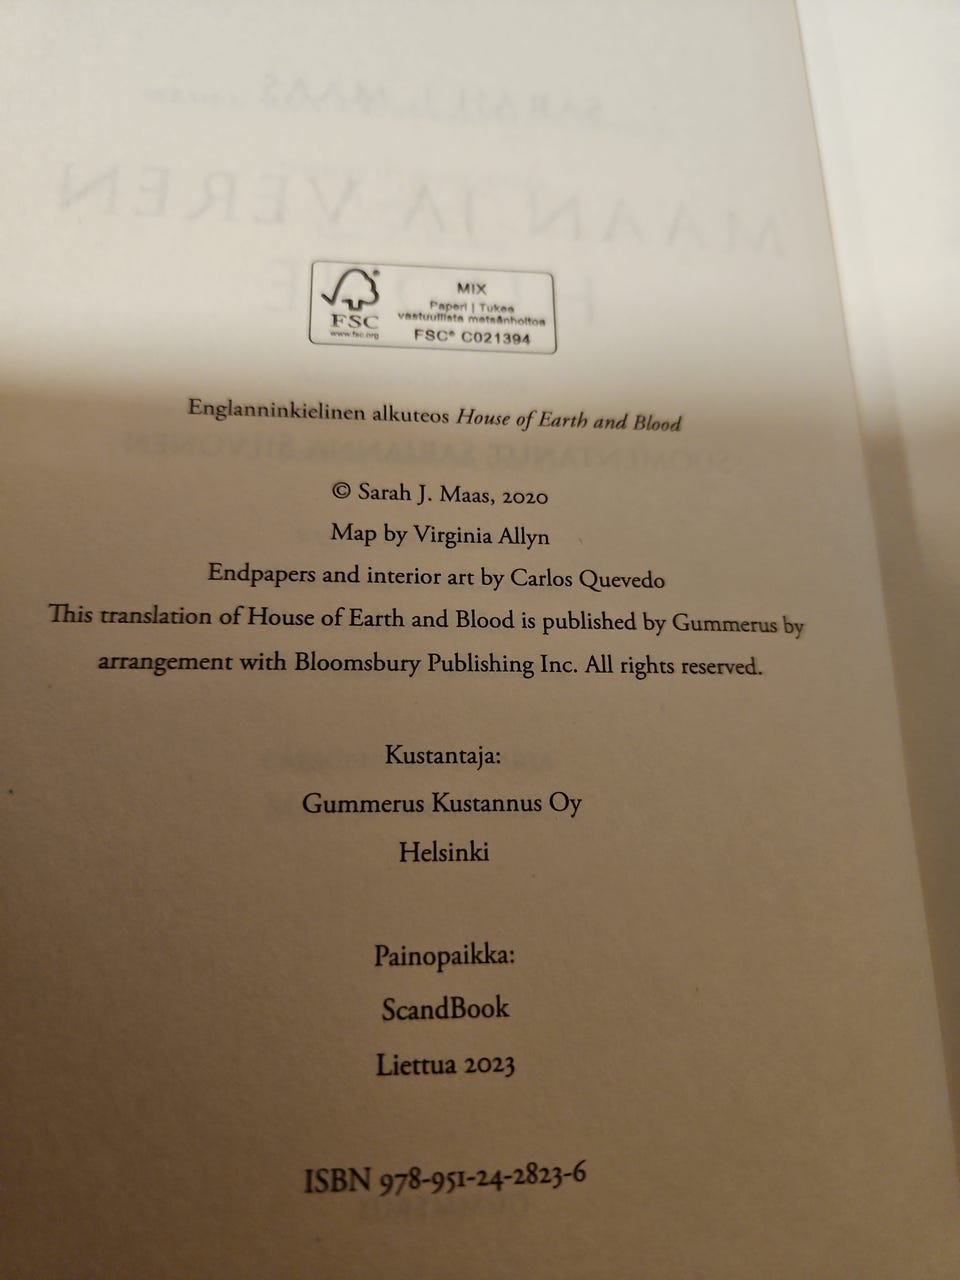 FSC®
www.fsc.org
MIX
Paperi | Tukea
vastuullista metsänhoitoa
FSC® C021394
Englanninkielinen alkuteos House of Earth and Blood
© Sarah J. Maas, 2020
Map by Virginia Allyn
Endpapers and interior art by Carlos Quevedo
This translation of House of Earth and Blood is published by Gummerus by
arrangement with Bloomsbury Publishing Inc. All rights reserved.
Kustantaja:
Gummerus Kustannus Oy
Helsinki
Painopaikka:
ScandBook
Liettua 2023
ISBN 978-951-24-2823-6